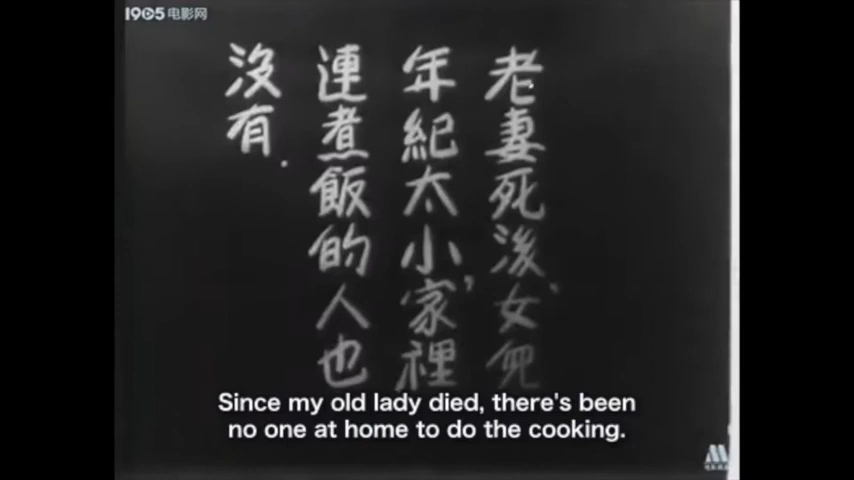 1905电影网
老妻死後、女兒
年紀太小，家裡
連煮飯的人也
沒有．
Since my old lady died, there's been
no one at home to do the cooking.